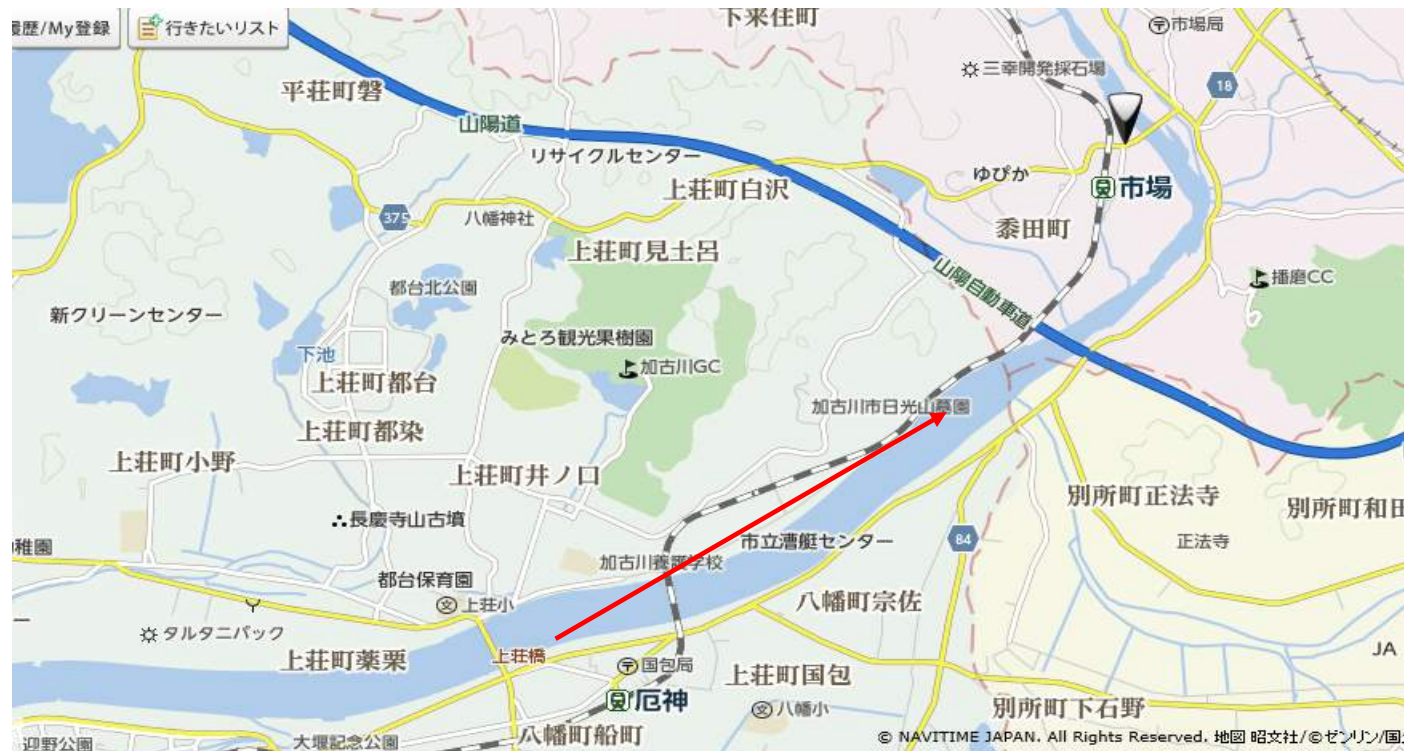 履歴/My登録
行きたいリスト
下来住町
市場局
三幸開発採石場
18
平荘町磐
山陽道
リサイクルセンター
上荘町白沢
ゆぴか
市場
375
八幡神社
黍田町
上荘町見土呂
山陽自動車道
播磨CC
都台北公園
新クリーンセンター
みとろ観光果樹園
下池
加古川GC
上荘町都台
加古川市日光山墓園
上荘町都染
上荘町小野
上荘町井ノ口
別所町正法寺
別所町和田
長慶寺山古墳
市立漕艇センター
84
正法寺
稚園
加古川養護学校
都台保育園
文 上荘小
八幡町宗佐
タルタニパック
上荘町薬栗
上荘橋
国包局
上荘町国包
JA
厄神
文 八幡小
別所町下石野
迎野公園
大堰記念公園
八幡町船町
© NAVITIME JAPAN. All Rights Reserved. 地図 昭文社/©ゼンリン/国